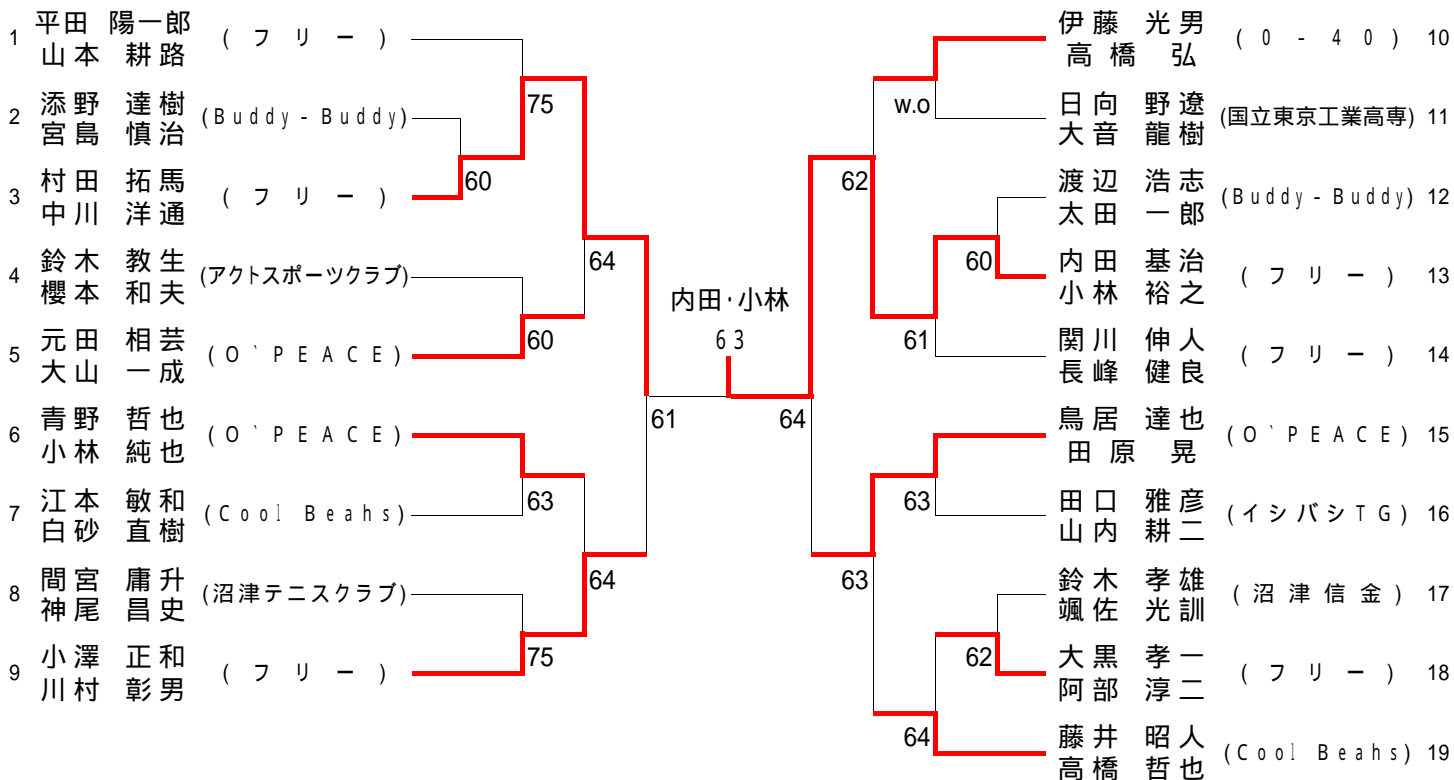 1 平田 陽一郎 (フリー)
山本 耕路
2 添野 達樹 (Buddy-Buddy)
宮島 慎治
3 村田 拓馬 (フリー)
中川 洋通
4 鈴木 教生 (アクトスポーツクラブ)
櫻本 和夫
5 元田 相芸 (O`PEACE)
大山 一成
6 青野 哲也 (O`PEACE)
小林 純也
7 江本 敏和 (Cool Beahs)
白砂 直樹
8 間宮 庸升 (沼津テニスクラブ)
神尾 昌史
9 小澤 正和 (フリー)
川村 彰男
75
60
64
60
61
63
64
75
内田・小林
63
w.o
62
60
61
64
63
63
62
64
伊藤 光男 (0-40) 10
高橋 弘
日向 野遼 (国立東京工業高専) 11
大音 龍樹
渡辺 浩志 (Buddy-Buddy) 12
太田 一郎
内田 基治 (フリー) 13
小林 裕之
関川 伸人 (フリー) 14
長峰 健良
鳥居 達也 (O`PEACE) 15
田原 晃
田口 雅彦 (イシバシTG) 16
山内 耕二
鈴木 孝雄 (沼津信金) 17
颯佐 光訓
大黒 孝一 (フリー) 18
阿部 淳二
藤井 昭人 (Cool Beahs) 19
高橋 哲也